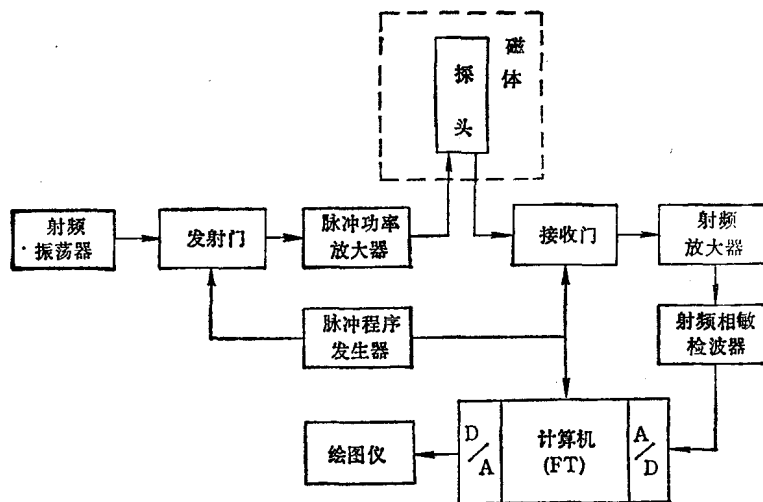 磁体
探头
射频
振荡器
发射门
脉冲功率
放大器
接收门
射频
放大器
脉冲程序
发生器
射频相敏
检波器
绘图仪
D/A
计算机
(FT)
A/D